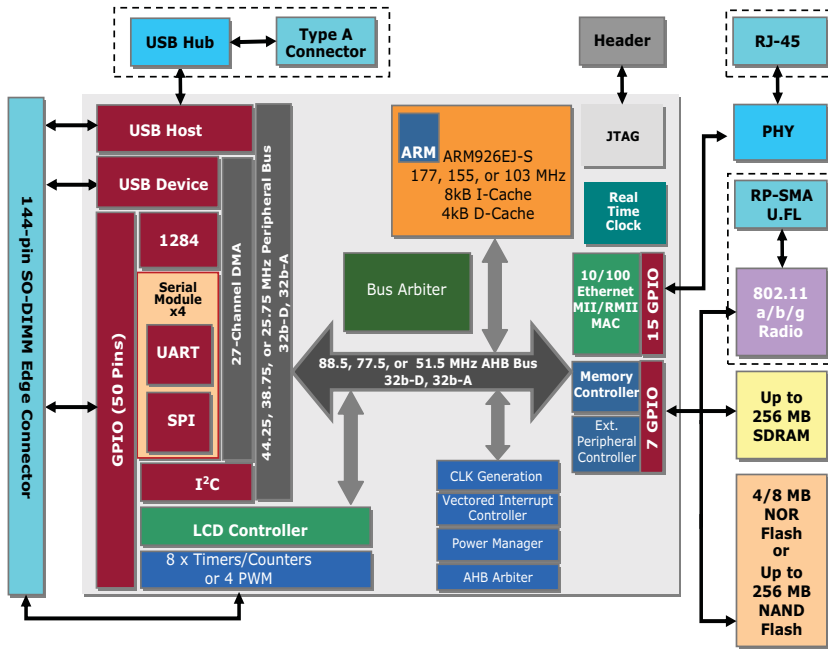 USB Hub
Type A
Connector
Header
RJ-45
144-pin SO-DIMM Edge Connector
USB Host
USB Device
GPIO (50 Pins)
1284
Serial
Module
x4
UART
SPI
I²C
27-Channel DMA
44.25, 38.75, or 25.75 MHz Peripheral Bus
32b-D, 32b-A
LCD Controller
8 x Timers/Counters
or 4 PWM
ARM
ARM926EJ-S
177, 155, or 103 MHz
8kB I-Cache
4kB D-Cache
Bus Arbiter
88.5, 77.5, or 51.5 MHz AHB Bus
32b-D, 32b-A
CLK Generation
Vectored Interrupt
Controller
Power Manager
AHB Arbiter
JTAG
Real
Time
Clock
10/100
Ethernet
MII/RMII
MAC
15 GPIO
Memory
Controller
Ext.
Peripheral
Controller
7 GPIO
PHY
RP-SMA
U.FL
802.11
a/b/g
Radio
Up to
256 MB
SDRAM
4/8 MB
NOR
Flash
or
Up to
256 MB
NAND
Flash